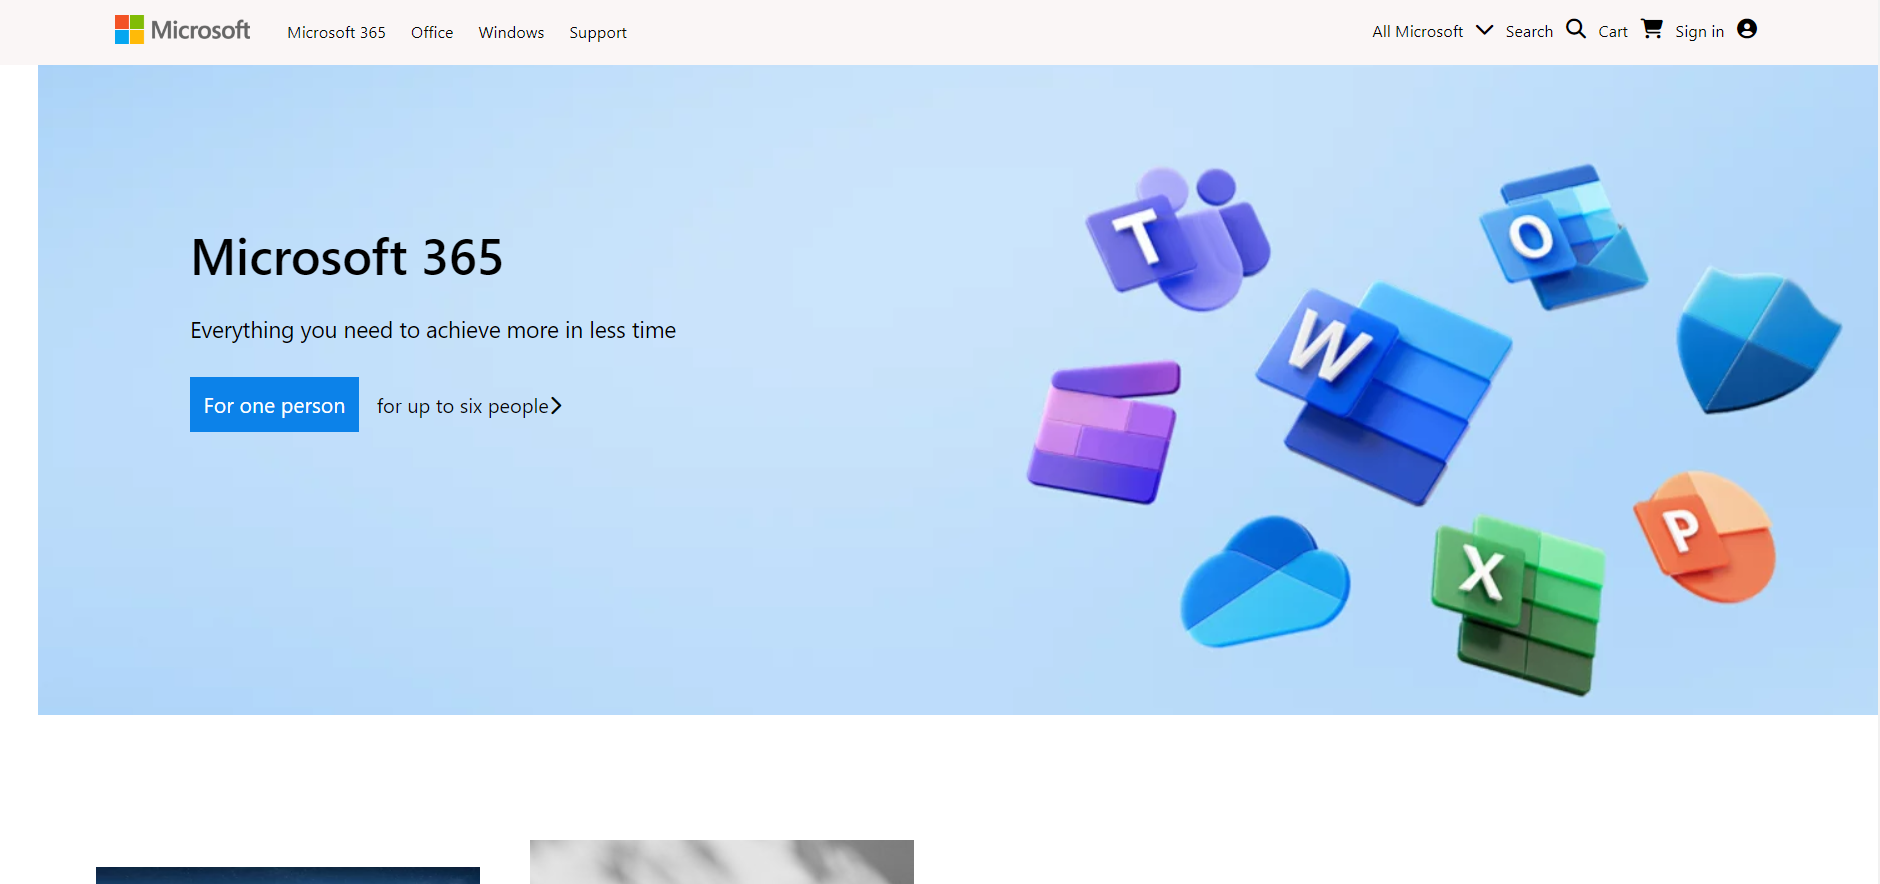 Microsoft Microsoft 365 Office Windows Support All Microsoft Search Cart Sign in
Microsoft 365
Everything you need to achieve more in less time
For one person for up to six people
T
O
W
P
X